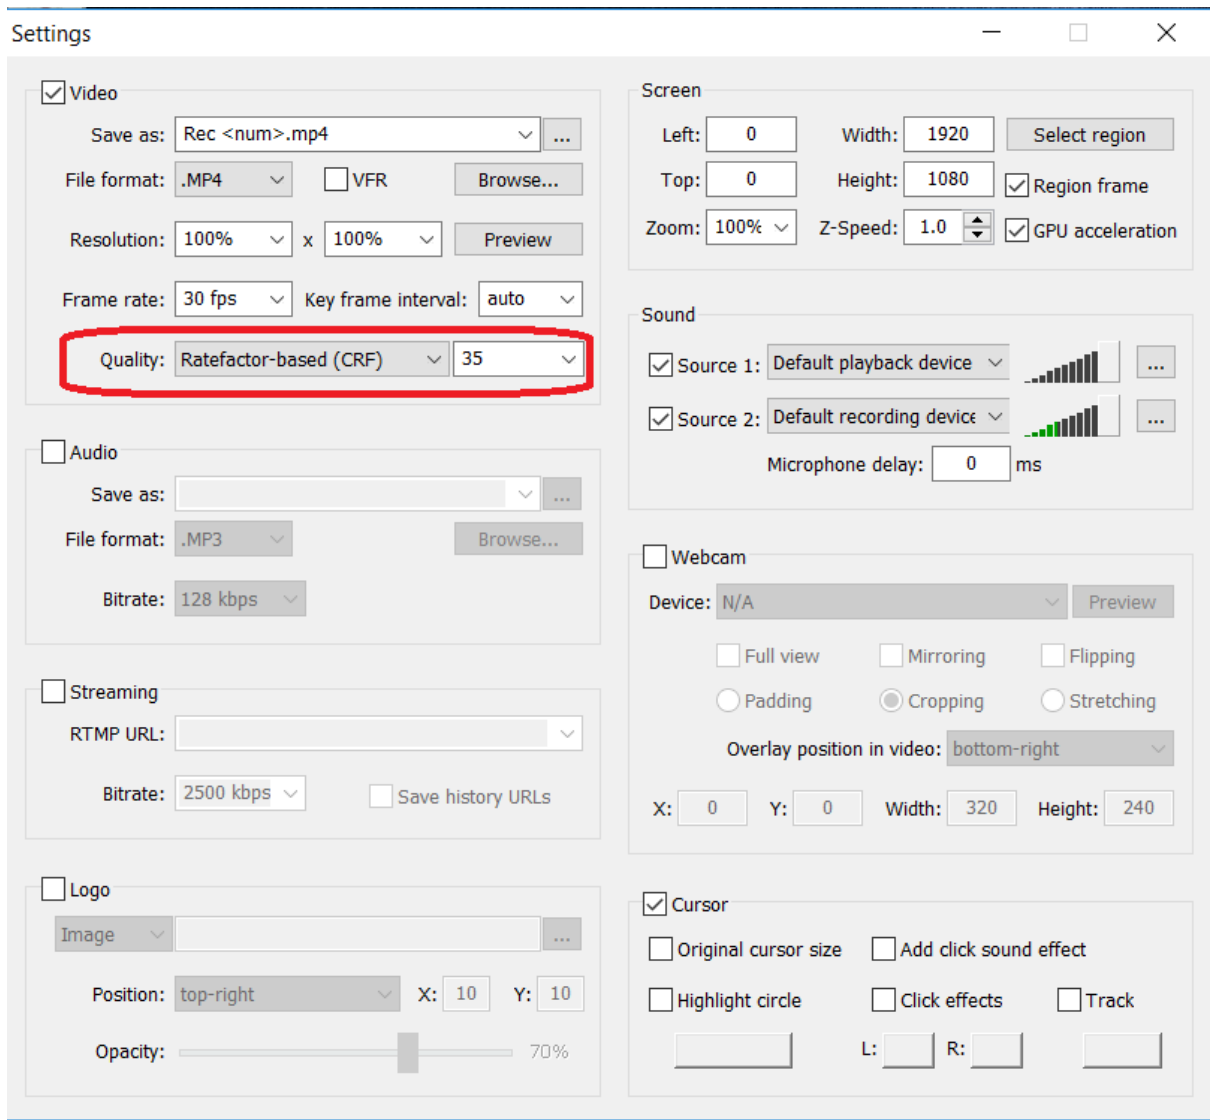 Settings
Video
Save as: Rec <num>.mp4 ...
File format: .MP4 VFR Browse...
Resolution: 100% x 100% Preview
Frame rate: 30 fps Key frame interval: auto
Quality: Ratefactor-based (CRF) 35
Audio
Save as: ...
File format: .MP3 Browse...
Bitrate: 128 kbps
Streaming
RTMP URL:
Bitrate: 2500 kbps Save history URLs
Logo
Image ...
Position: top-right X: 10 Y: 10
Opacity: 70%
Screen
Left: 0 Width: 1920 Select region
Top: 0 Height: 1080 Region frame
Zoom: 100% Z-Speed: 1.0 GPU acceleration
Sound
Source 1: Default playback device ...
Source 2: Default recording device ...
Microphone delay: 0 ms
Webcam
Device: N/A Preview
Full view Mirroring Flipping
Padding Cropping Stretching
Overlay position in video: bottom-right
X: 0 Y: 0 Width: 320 Height: 240
Cursor
Original cursor size Add click sound effect
Highlight circle Click effects Track
L: R: